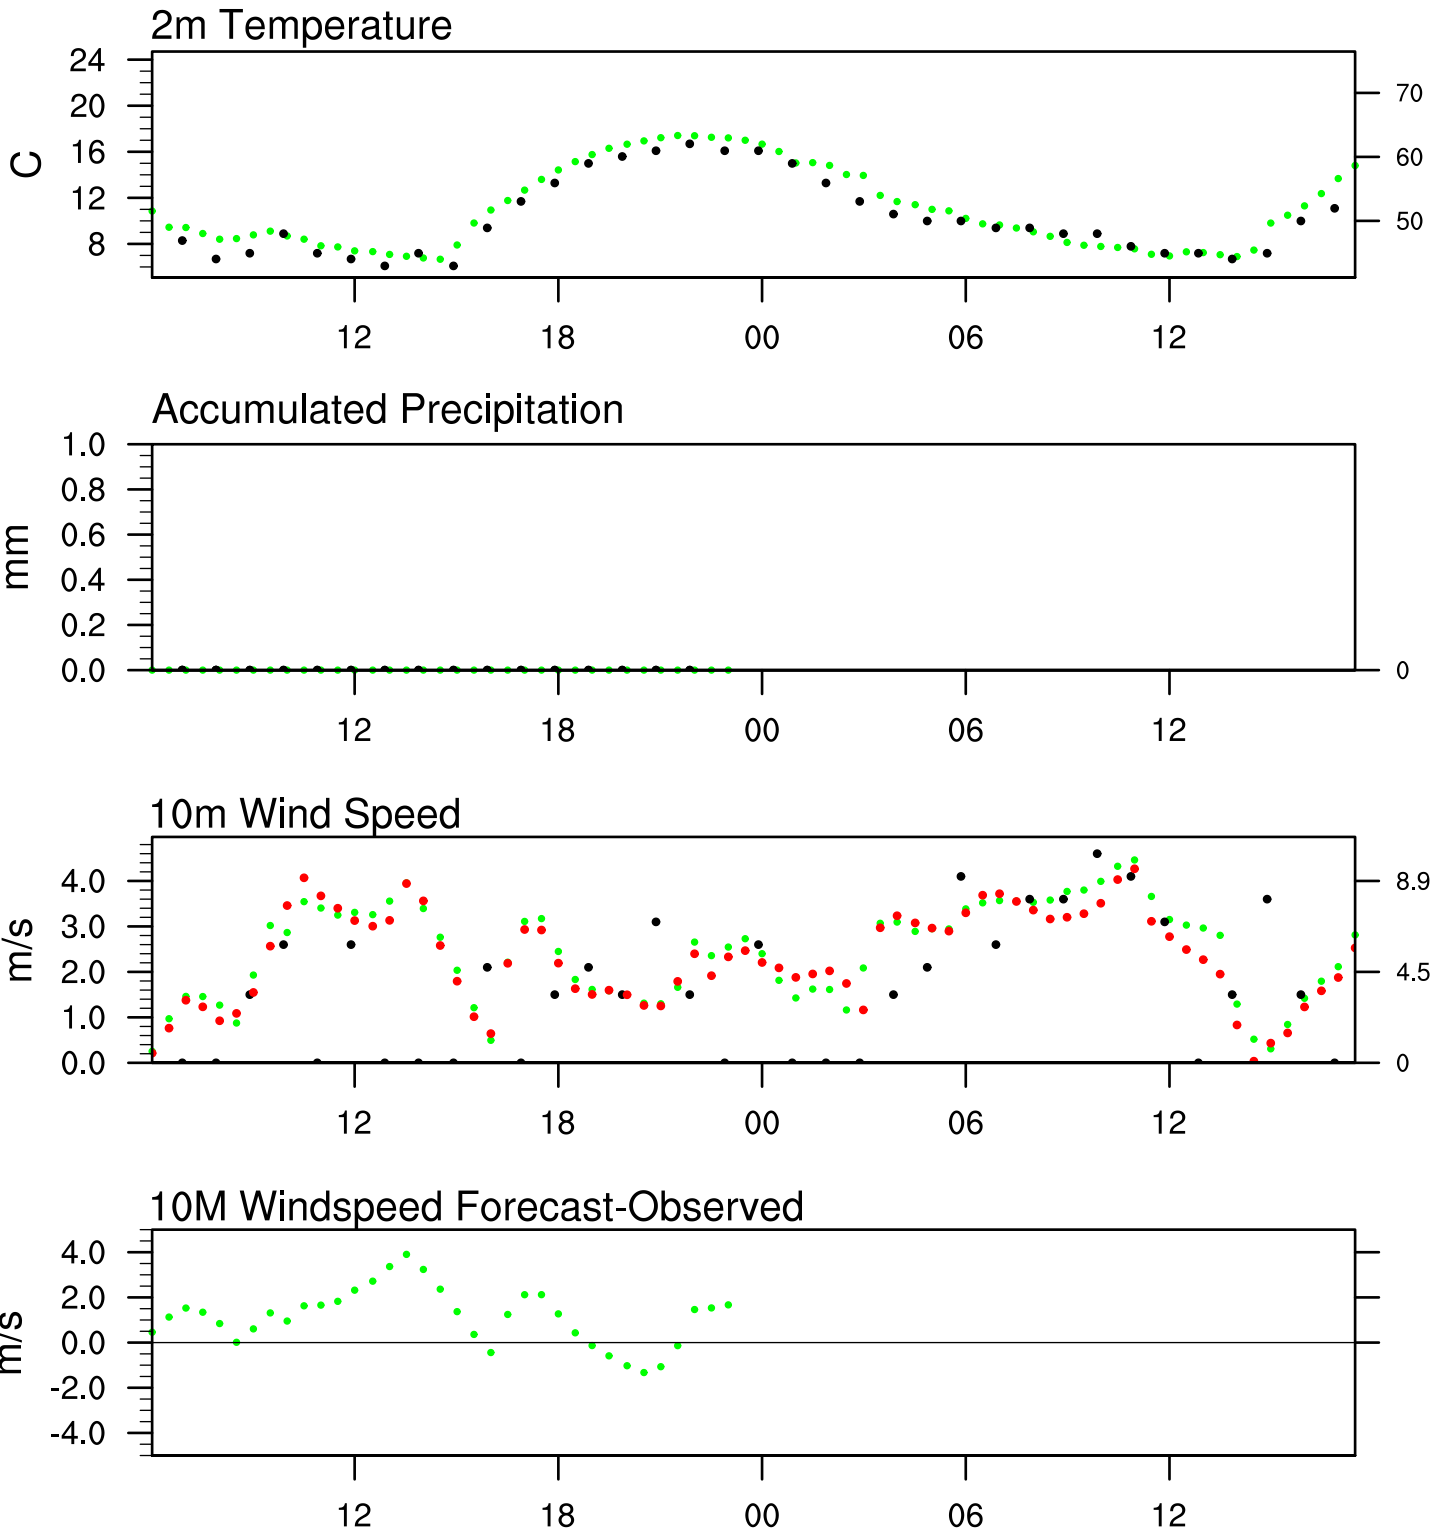 2m Temperature
24
20
16
12
8
C
70
60
50
12 18 00 06 12
Accumulated Precipitation
1.0
0.8
0.6
0.4
0.2
0.0
mm
0
12 18 00 06 12
10m Wind Speed
4.0
3.0
2.0
1.0
0.0
m/s
8.9
4.5
0
12 18 00 06 12
10M Windspeed Forecast-Observed
4.0
2.0
0.0
-2.0
-4.0
m/s
12 18 00 06 12